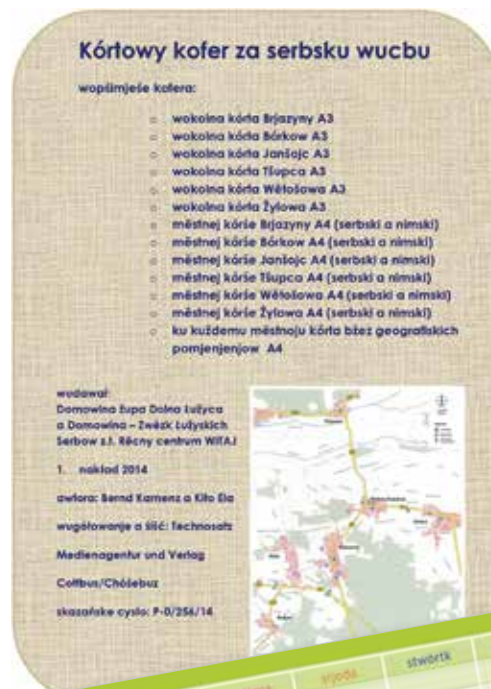 Kórtowy kofer za serbsku wucbu
wopśimjeśe kofera:
o wokolna kórta Brjazyny A3
o wokolna kórta Bórkow A3
o wokolna kórta Janšojc A3
o wokolna kórta Tšupca A3
o wokolna kórta Wětošowa A3
o wokolna kórta Žylowa A3
o městnej kórśe Brjazyny A4 (serbski a nimski)
o městnej kórśe Bórkow A4 (serbski a nimski)
o městnej kórśe Janšojc A4 (serbski a nimski)
o městnej kórśe Tšupca A4 (serbski a nimski)
o městnej kórśe Wětošowa A4 (serbski a nimski)
o městnej kórśe Žylowa A4 (serbski a nimski)
o ku kuždemu městnoju kórta bźez geografiskich
pomjenjenjow A4
wudawaŕ:
Domowina župa Dolna Łužyca
a Domowina – Zwězk Łužyskich
Serbow z.t. Rěcny centrum WITAJ
1. nakład 2014
awtora: Bernd Kamenz a Kito Ela
wugótowanje a śišć: Technosatz
Medienagentur und Verlag
Cottbus/Chóśebuz
skazańske cysło: P-D/256/14
srjoda
stwórtk